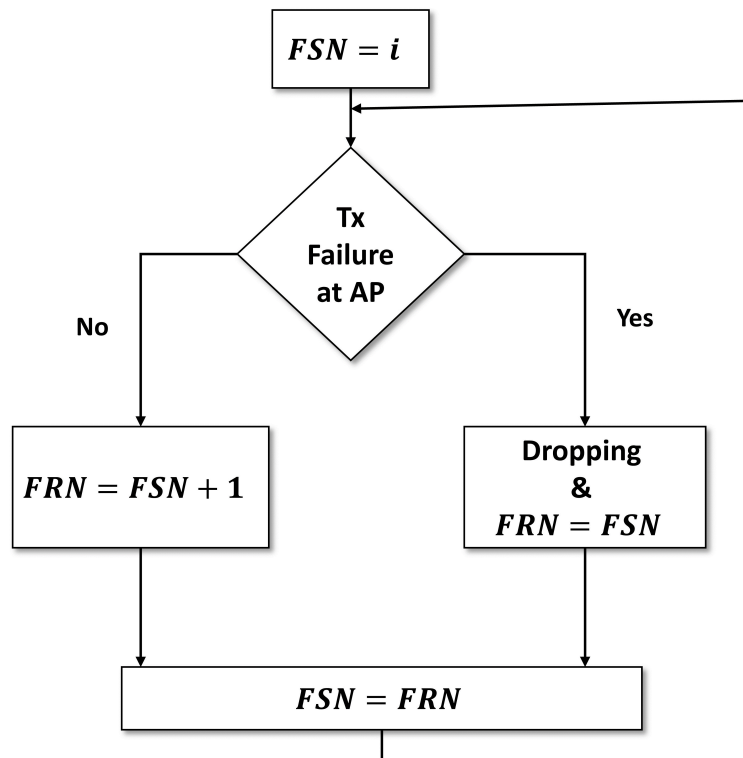 FSN = i
Tx
Failure
at AP
No
Yes
FRN = FSN + 1
Dropping
&
FRN = FSN
FSN = FRN